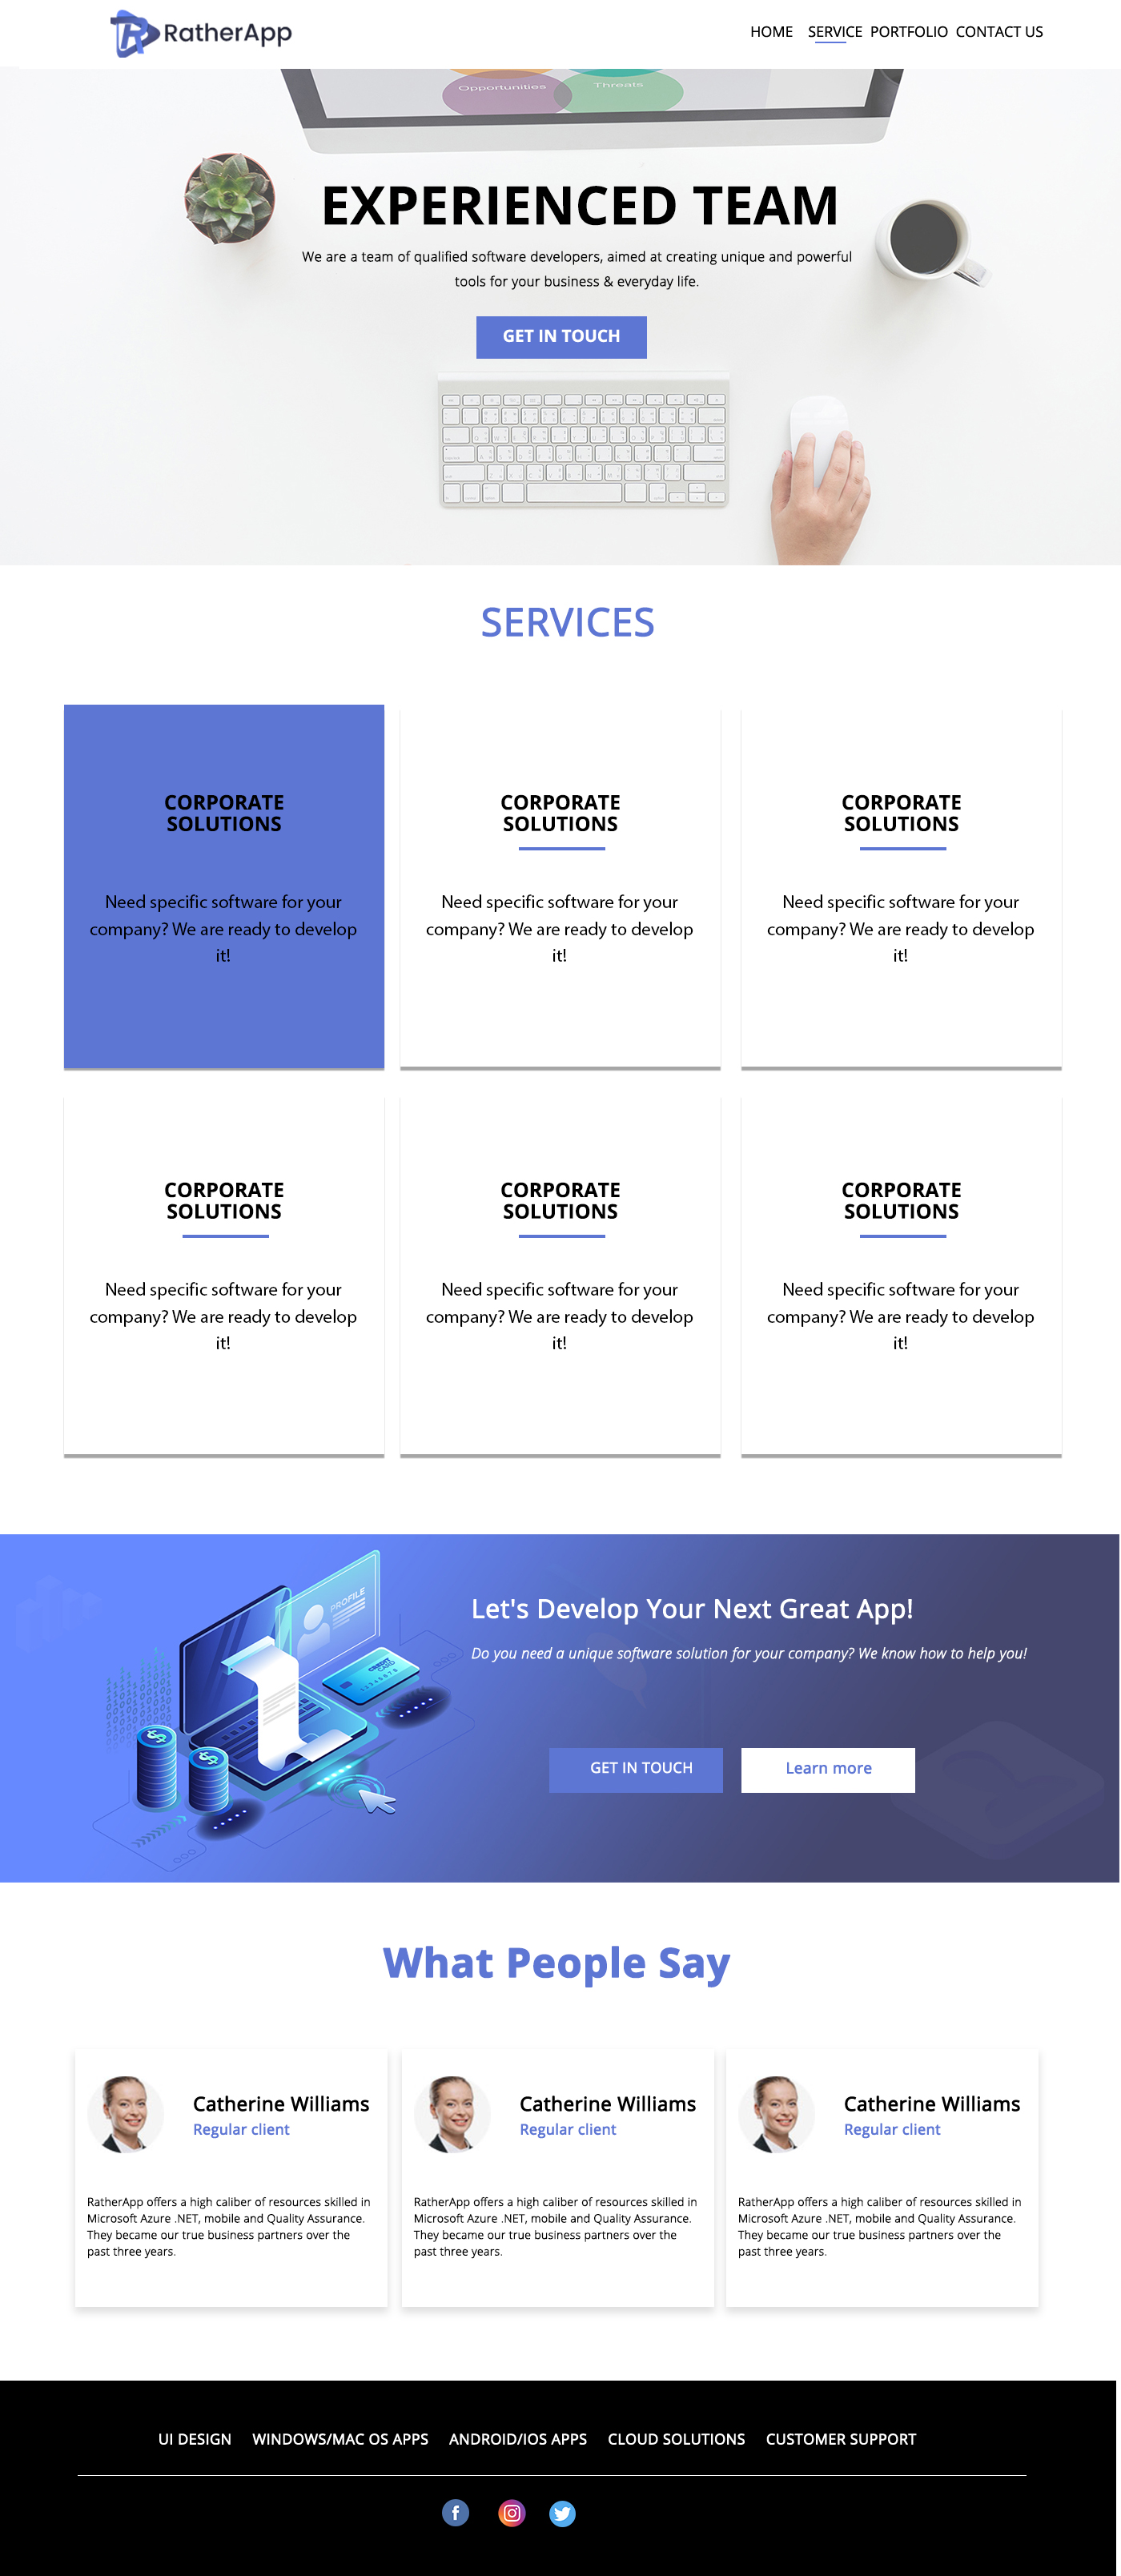 RatherApp
HOME SERVICE PORTFOLIO CONTACT US
Opportunities Threats
EXPERIENCED TEAM
We are a team of qualified software developers, aimed at creating unique and powerful
tools for your business & everyday life.
GET IN TOUCH
SERVICES
CORPORATE
SOLUTIONS
Need specific software for your
company? We are ready to develop
it!
CORPORATE
SOLUTIONS
Need specific software for your
company? We are ready to develop
it!
CORPORATE
SOLUTIONS
Need specific software for your
company? We are ready to develop
it!
CORPORATE
SOLUTIONS
Need specific software for your
company? We are ready to develop
it!
CORPORATE
SOLUTIONS
Need specific software for your
company? We are ready to develop
it!
CORPORATE
SOLUTIONS
Need specific software for your
company? We are ready to develop
it!
PROFILE
CREDIT
CARD
Let's Develop Your Next Great App!
Do you need a unique software solution for your company? We know how to help you!
GET IN TOUCH
Learn more
What People Say
Catherine Williams
Regular client
RatherApp offers a high caliber of resources skilled in
Microsoft Azure .NET, mobile and Quality Assurance.
They became our true business partners over the
past three years.
Catherine Williams
Regular client
RatherApp offers a high caliber of resources skilled in
Microsoft Azure .NET, mobile and Quality Assurance.
They became our true business partners over the
past three years.
Catherine Williams
Regular client
RatherApp offers a high caliber of resources skilled in
Microsoft Azure .NET, mobile and Quality Assurance.
They became our true business partners over the
past three years.
UI DESIGN WINDOWS/MAC OS APPS ANDROID/IOS APPS CLOUD SOLUTIONS CUSTOMER SUPPORT